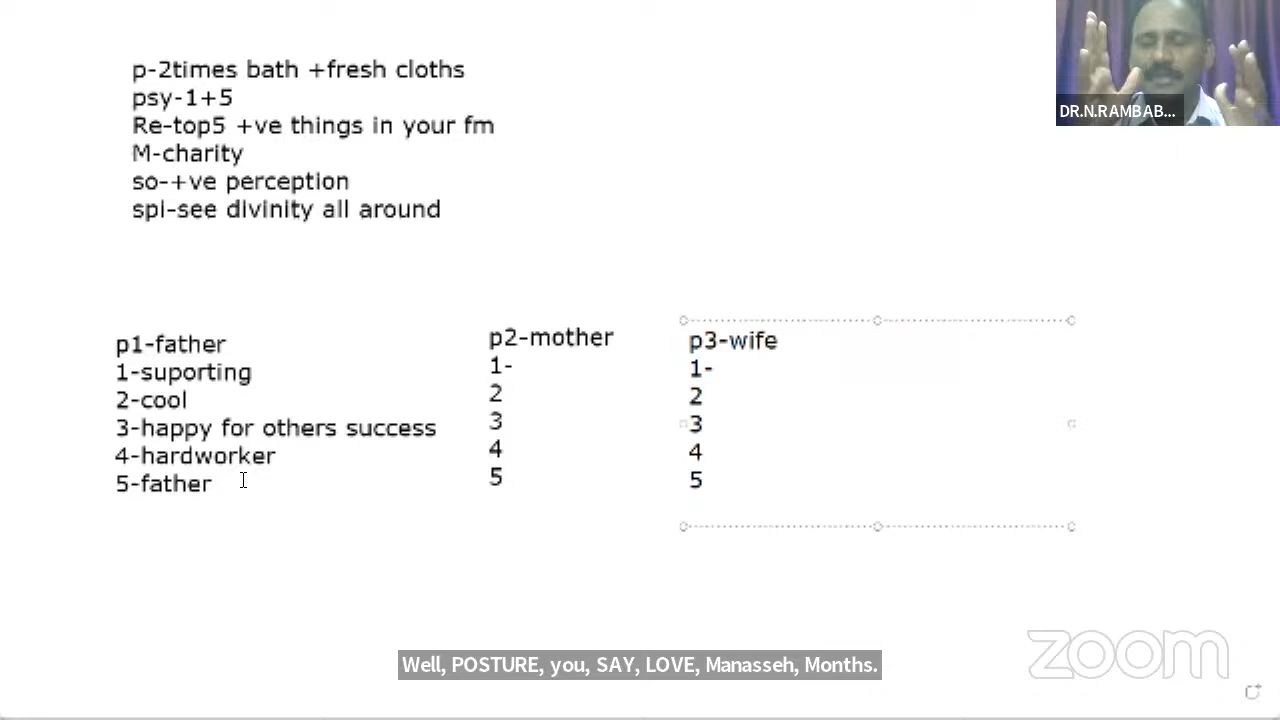 p-2times bath +fresh cloths
psy-1+5
Re-top5 +ve things in your fm
M-charity
so-+ve perception
spi-see divinity all around
DR.N.RAMBAB...
p1-father
1-suporting
2-cool
3-happy for others success
4-hardworker
5-father
p2-mother
1-
2
3
4
5
p3-wife
1-
2
3
4
5
Well, POSTURE, you, SAY, LOVE, Manasseh, Months.
zoom